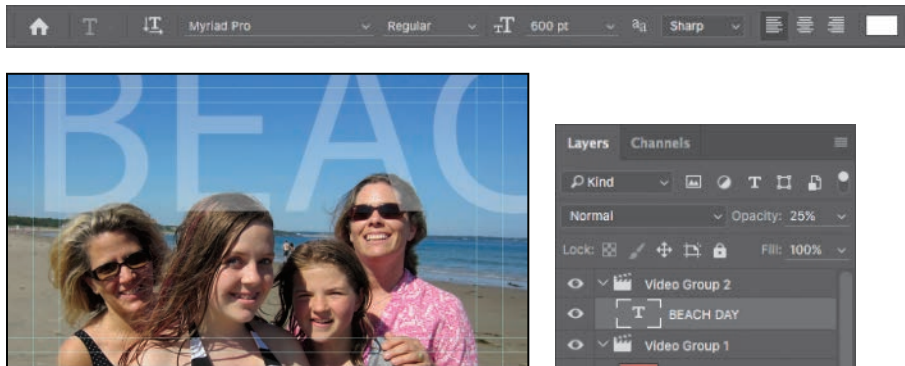 T T Myriad Pro Regular TT 600 pt aa Sharp
BEAC
Layers Channels
Kind T
Normal Opacity: 25%
Lock: Fill: 100%
Video Group 2
T BEACH DAY
Video Group 1